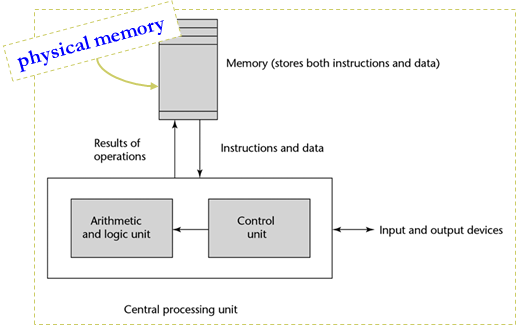 physical memory
Memory (stores both instructions and data)
Results of
operations
Instructions and data
Arithmetic
and logic unit
Control
unit
Input and output devices
Central processing unit